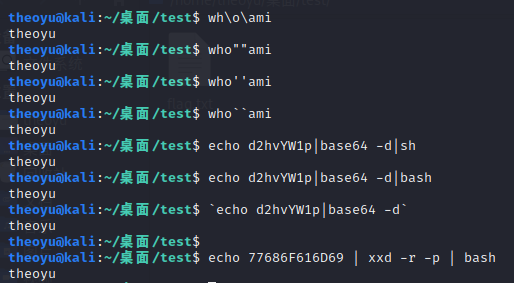 theoyu@kali:~/桌面/test$ wh\o\ami
theoyu
theoyu@kali:~/桌面/test$ who""ami
theoyu
theoyu@kali:~/桌面/test$ who''ami
theoyu
theoyu@kali:~/桌面/test$ who``ami
theoyu
theoyu@kali:~/桌面/test$ echo d2hvYW1p|base64 -d|sh
theoyu
theoyu@kali:~/桌面/test$ echo d2hvYW1p|base64 -d|bash
theoyu
theoyu@kali:~/桌面/test$ `echo d2hvYW1p|base64 -d`
theoyu
theoyu@kali:~/桌面/test$
theoyu@kali:~/桌面/test$ echo 77686F616D69 | xxd -r -p | bash
theoyu